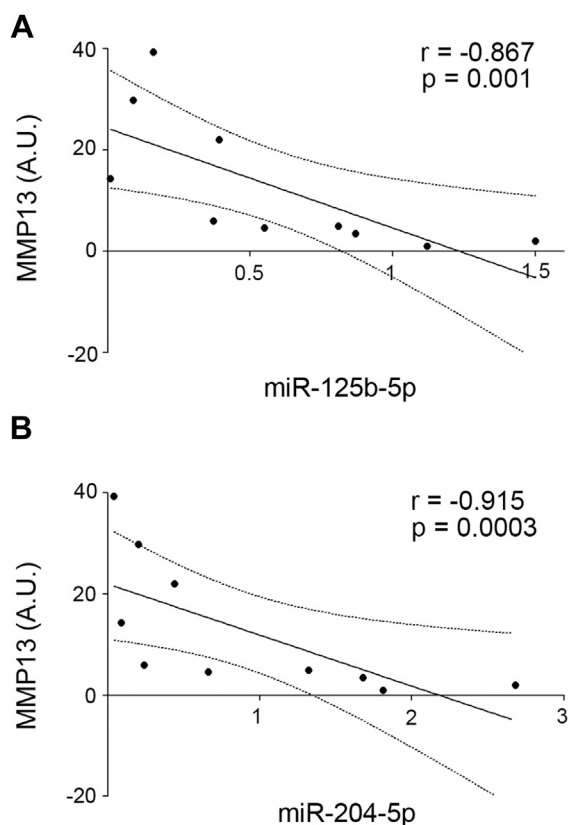 A
r = -0.867
p = 0.001
MMP13 (A.U.)
40
20
0
-20
0.5
1
1.5
miR-125b-5p
B
r = -0.915
p = 0.0003
MMP13 (A.U.)
40
20
0
-20
1
2
3
miR-204-5p